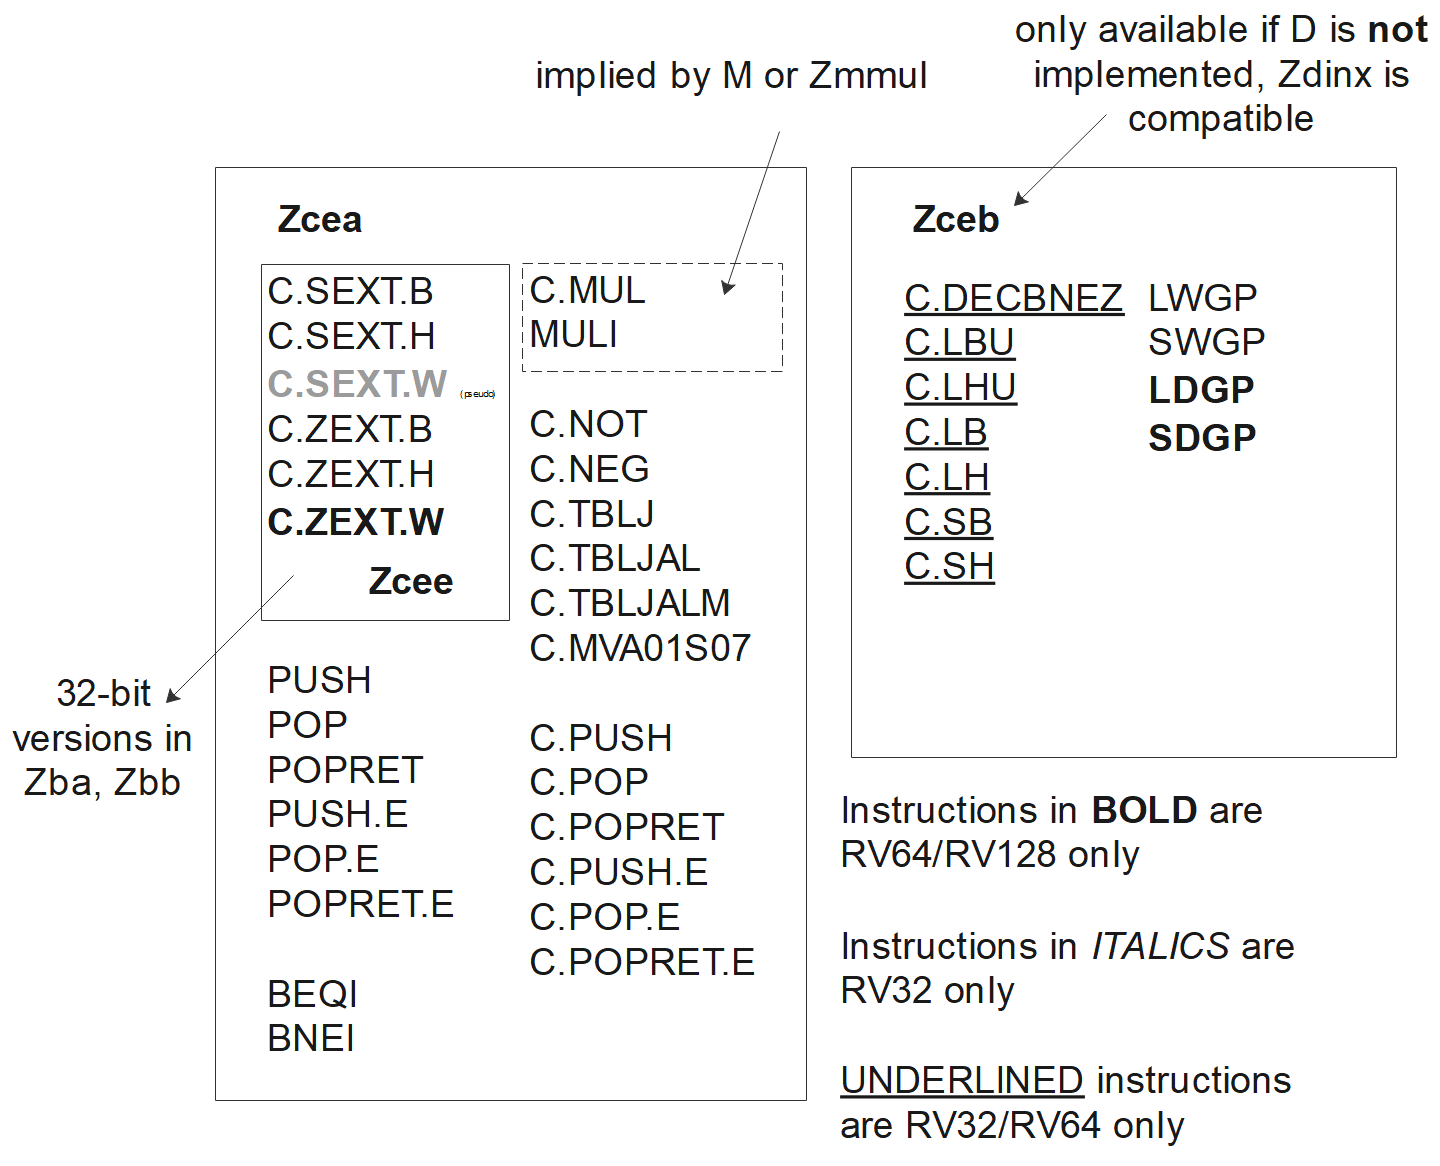 only available if D is not
implemented, Zdinx is
compatible
implied by M or Zmmul
Zcea
C.SEXT.B
C.SEXT.H
C.SEXT.W (pseudo)
C.ZEXT.B
C.ZEXT.H
C.ZEXT.W
Zcee
32-bit
versions in
Zba, Zbb
PUSH
POP
POPRET
PUSH.E
POP.E
POPRET.E
BEQI
BNEI
C.MUL
MULI
C.NOT
C.NEG
C.TBLJ
C.TBLJAL
C.TBLJALM
C.MVA01S07
C.PUSH
C.POP
C.POPRET
C.PUSH.E
C.POP.E
C.POPRET.E
Zceb
C.DECBNEZ
C.LBU
C.LHU
C.LB
C.LH
C.SB
C.SH
LWGP
SWGP
LDGP
SDGP
Instructions in BOLD are
RV64/RV128 only
Instructions in ITALICS are
RV32 only
UNDERLINED instructions
are RV32/RV64 only